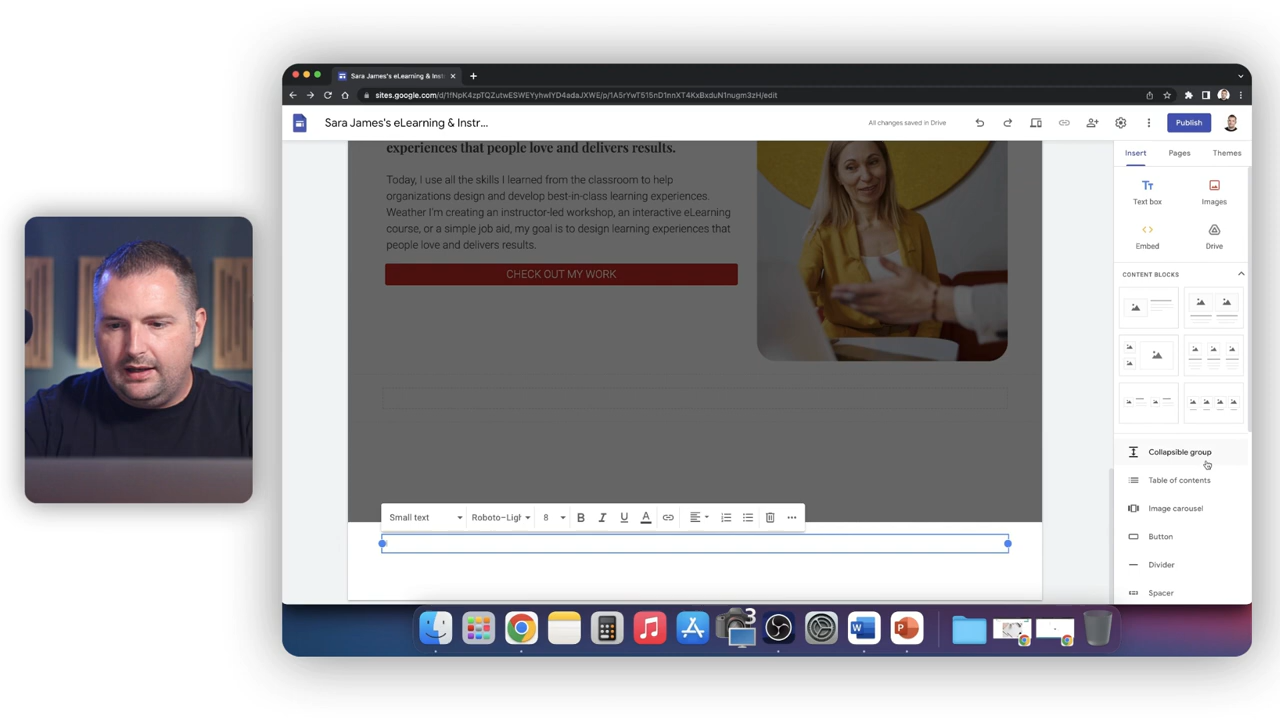 Sara James's eLearning & Inst
sites.google.com/d/1fNpK4zpTQZutwESWEYyhwIYD4adaJXWE/p/1A5rYwT515nD1nnXT4KxBxduN1nugm3zH/edit
Sara James's eLearning & Instr...
All changes saved in Drive
Publish
Insert
Pages
Themes
experiences that people love and delivers results.
Today, I use all the skills I learned from the classroom to help
organizations design and develop best-in-class learning experiences.
Weather I'm creating an instructor-led workshop, an interactive eLearning
course, or a simple job aid, my goal is to design learning experiences that
people love and delivers results.
CHECK OUT MY WORK
Tt
Text box
Images
Embed
Drive
CONTENT BLOCKS
Collapsible group
Table of contents
Image carousel
Button
Divider
Spacer
Small text
Roboto-Ligh
8
B
I
U
A
3
W
P